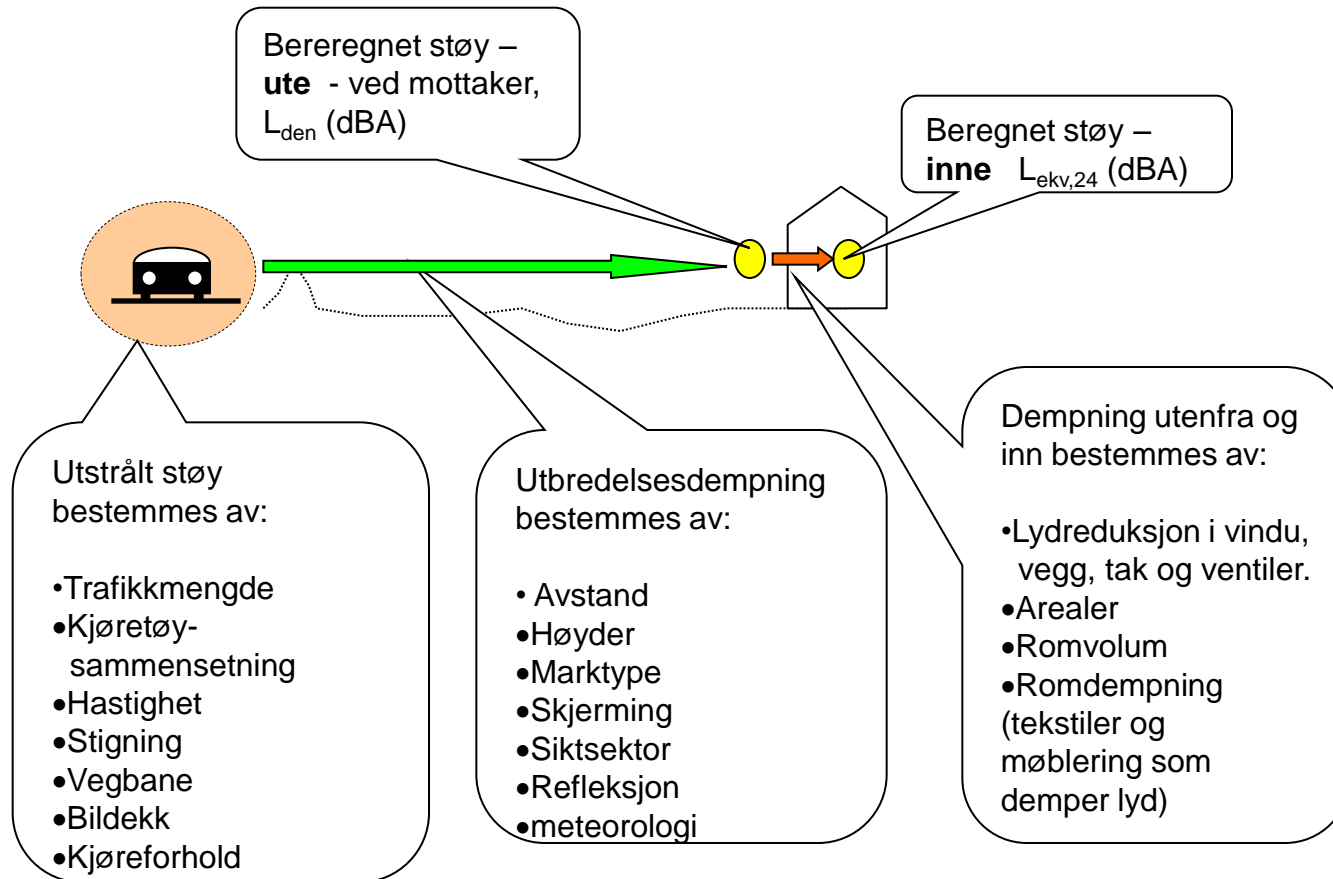 Bereregnet støy –
ute - ved mottaker,
Lden (dBA)
Beregnet støy –
inne Lekv,24 (dBA)
Utstrålt støy
bestemmes av:
•Trafikkmengde
•Kjøretøy-
sammensetning
•Hastighet
•Stigning
•Vegbane
•Bildekk
•Kjøreforhold
Utbredelsesdempning
bestemmes av:
• Avstand
•Høyder
•Marktype
•Skjerming
•Siktsektor
•Refleksjon
•meteorologi
Dempning utenfra og
inn bestemmes av:
•Lydreduksjon i vindu,
vegg, tak og ventiler.
•Arealer
•Romvolum
•Romdempning
(tekstiler og
møblering som
demper lyd)